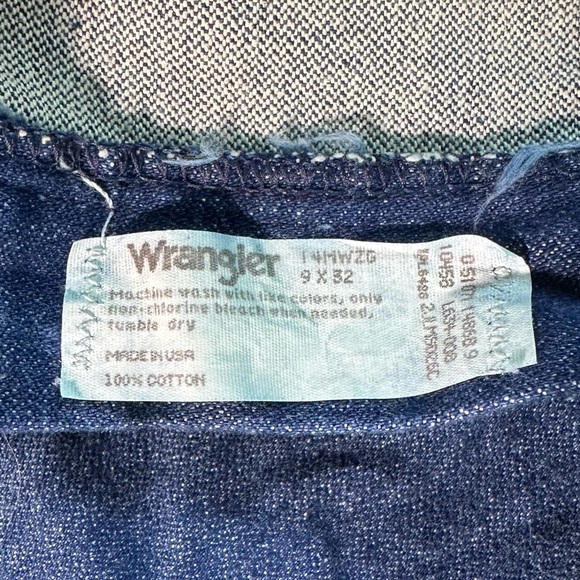 Wrangler 14MWZG
9 X 32
Machine wash with like colors, only
non-chlorine bleach when needed,
tumble dry
MADE IN USA
100% COTTON
10458